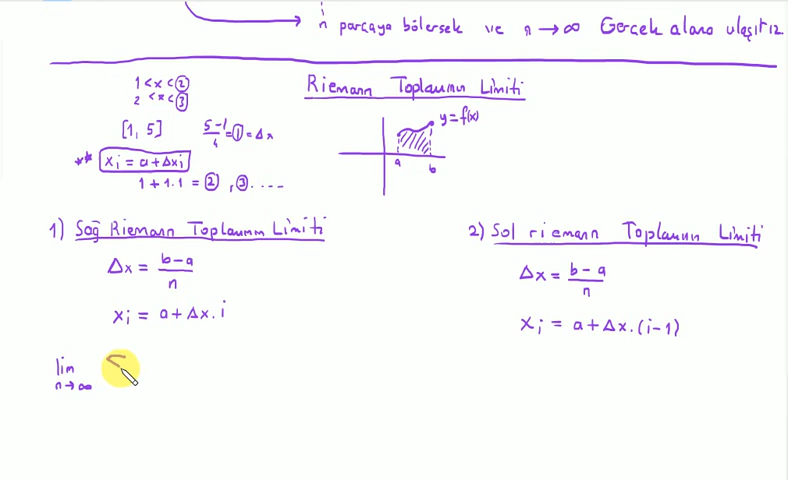 n parçaya bölersek ve n → ∞ Gerçek alana ulaşırız
Riemann Toplamının Limiti
1 < x < 2
2 < x < 3
[1, 5] 5-1/4 = 1 = Δx
** xi = a + Δxi
1 + 1.1 = 2 , 3 ....
y = f(x)
a b
1) Sağ Riemann Toplamının Limiti
Δx = b-a/n
xi = a + Δx . i
lim n→∞
2) Sol riemann Toplamının Limiti
Δx = b-a/n
xi = a + Δx . (i-1)